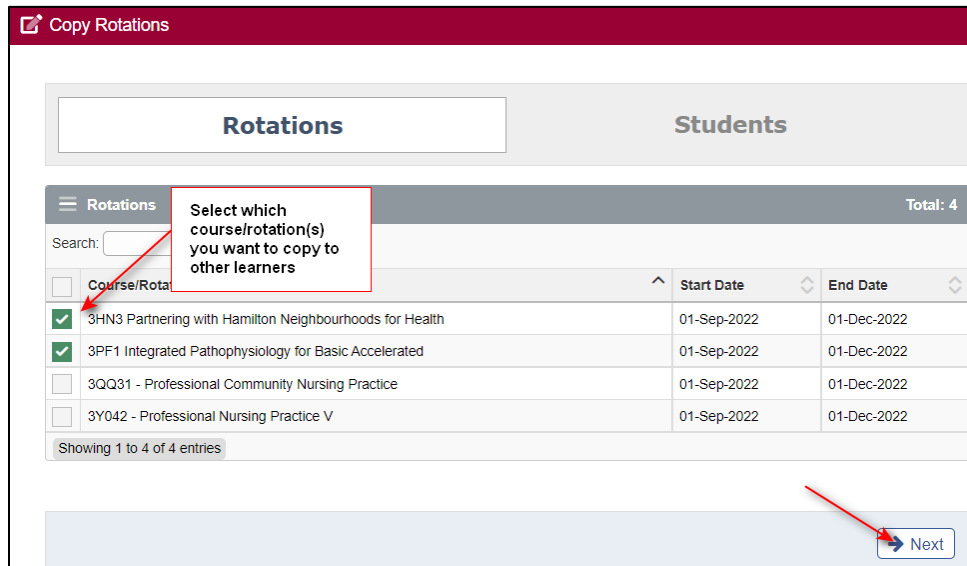 Copy Rotations
Rotations
Students
Rotations
Total: 4
Select which
course/rotation(s)
you want to copy to
other learners
Search:
Start Date
End Date
3HN3 Partnering with Hamilton Neighbourhoods for Health
01-Sep-2022
01-Dec-2022
3PF1 Integrated Pathophysiology for Basic Accelerated
01-Sep-2022
01-Dec-2022
3QQ31 - Professional Community Nursing Practice
01-Sep-2022
01-Dec-2022
3Y042 - Professional Nursing Practice V
01-Sep-2022
01-Dec-2022
Showing 1 to 4 of 4 entries
Next